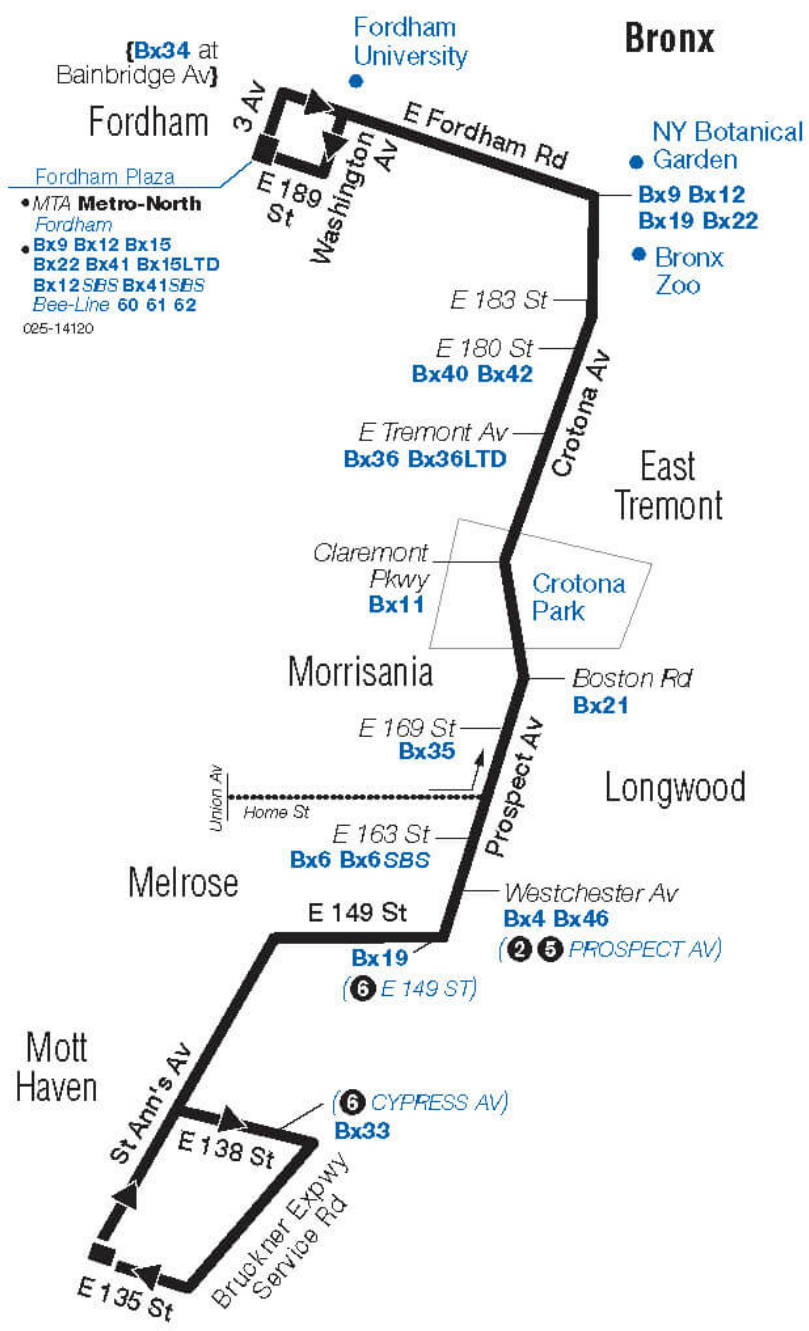 Bronx
{Bx34 at
Bainbridge Av}
Fordham
University
Fordham
3 Av
E Fordham Rd
Washington
Av
E 189
St
Fordham Plaza
•MTA Metro-North
Fordham
•Bx9 Bx12 Bx15
Bx22 Bx41 Bx15LTD
Bx12SBS Bx41SBS
Bee-Line 60 61 62
025-14120
NY Botanical
Garden
Bx9 Bx12
Bx19 Bx22
Bronx
Zoo
E 183 St
E 180 St
Bx40 Bx42
Crotona Av
E Tremont Av
Bx36 Bx36LTD
East
Tremont
Claremont
Pkwy
Bx11
Crotona
Park
Morrisania
Boston Rd
Bx21
E 169 St
Bx35
Prospect Av
Longwood
Union Av
Home St
E 163 St
Bx6 Bx6SBS
Melrose
E 149 St
Westchester Av
Bx4 Bx46
(2 5 PROSPECT AV)
Bx19
(6 E 149 ST)
Mott
Haven
St Ann's Av
(6 CYPRESS AV)
Bx33
E 138 St
Bruckner Expwy
Service Rd
E 135 St